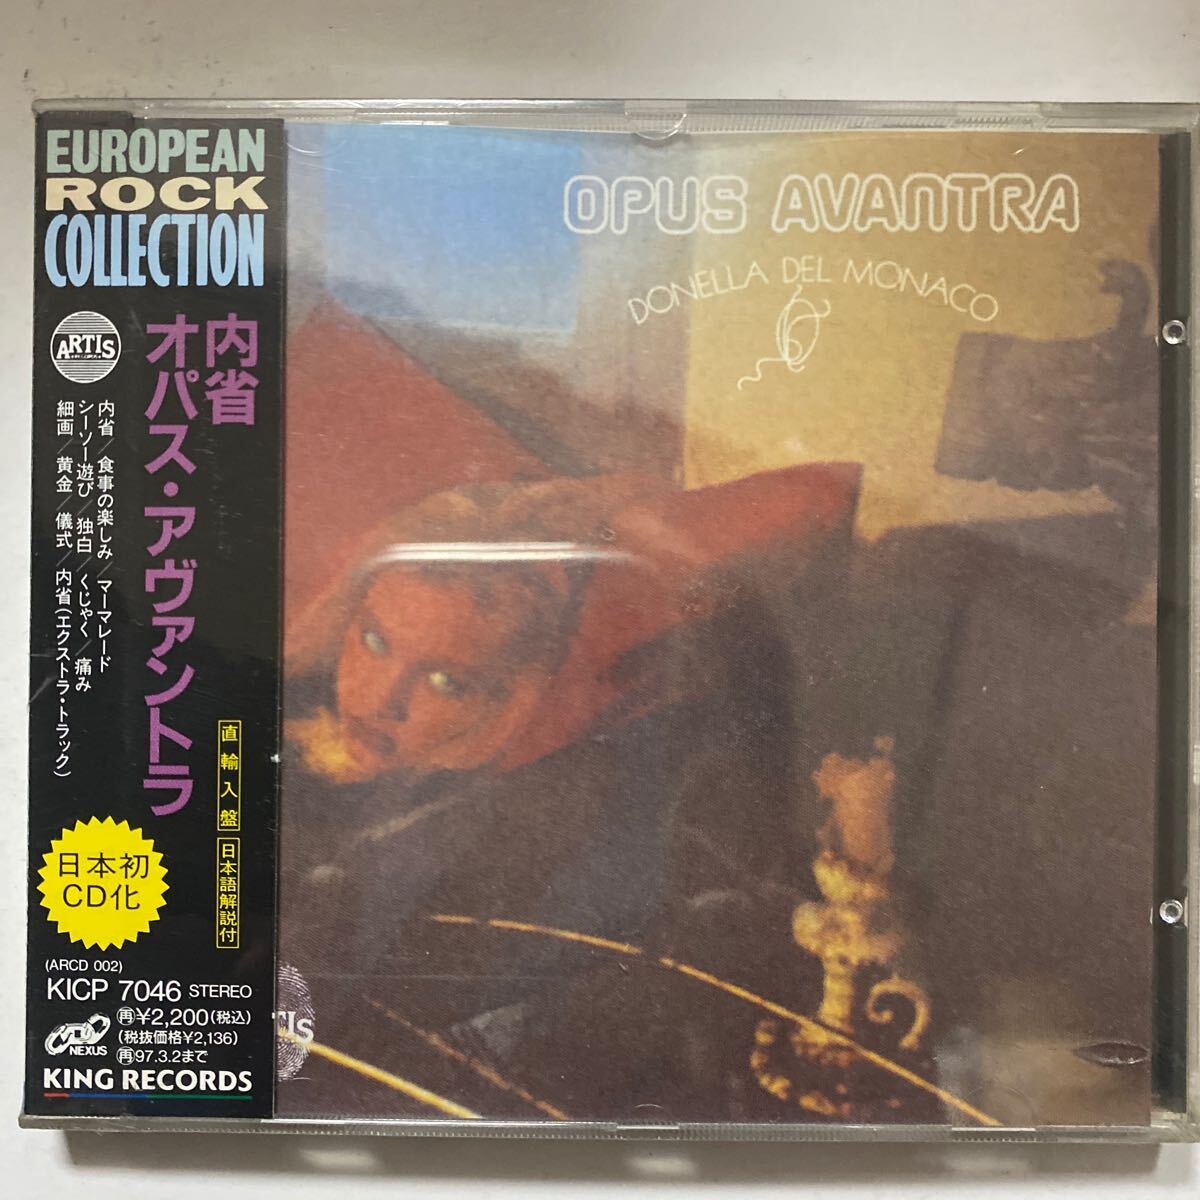 EUROPEAN
ROCK
COLLECTION
ARTIS
内省
オパス・アヴァントラ
内省／食事の楽しみ／マーマレード
シーソー遊び／独白／くじゃく／痛み
細画／黄金／儀式／内省(エクストラ・トラック)
直輸入盤
日本語解説付
日本初
CD化
(ARCD 002)
KICP 7046 STEREO
再¥2,200(税込)
(税抜価格¥2,136)
再97.3.2まで
NEXUS
KING RECORDS
OPUS AVANTRA
DONELLA DEL MONACO
TIS